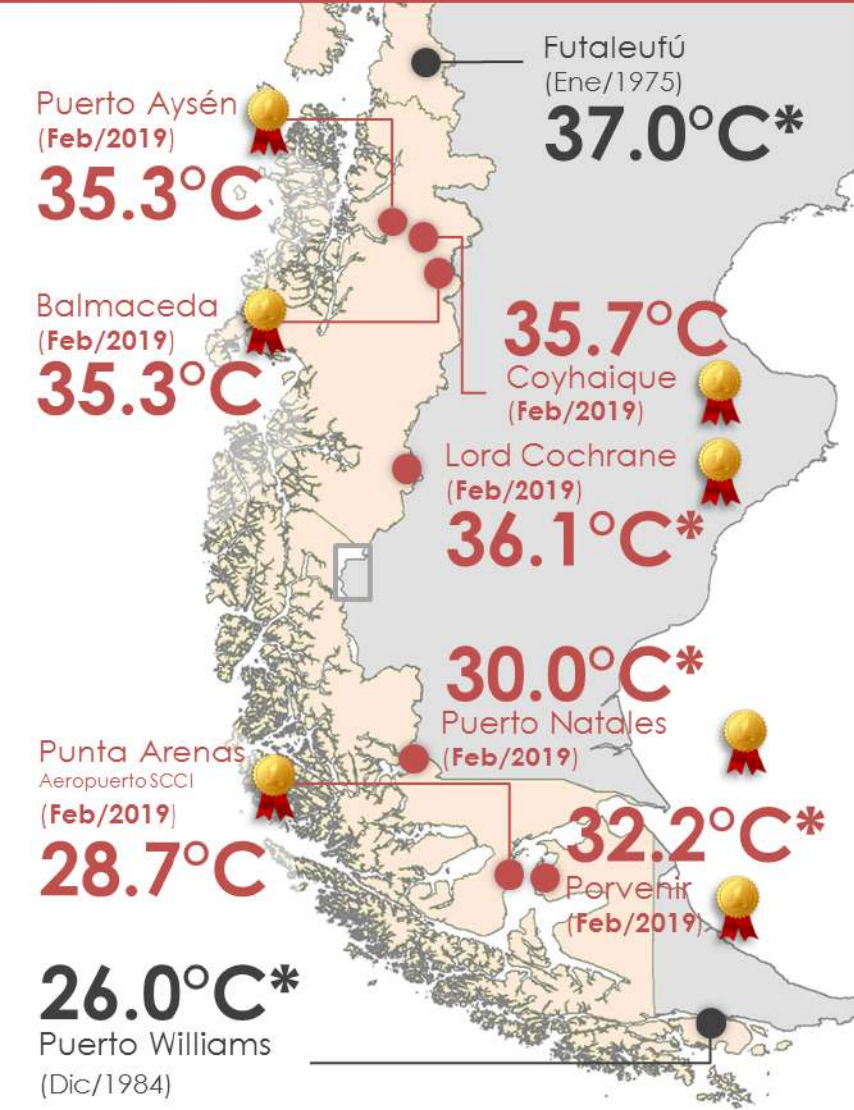 Futaleufú
(Ene/1975)
37.0°C*
Puerto Aysén
(Feb/2019)
35.3°C
Balmaceda
(Feb/2019)
35.3°C
35.7°C
Coyhaique
(Feb/2019)
Lord Cochrane
(Feb/2019)
36.1°C*
30.0°C*
Puerto Natales
(Feb/2019)
Punta Arenas
Aeropuerto SCCI
(Feb/2019)
28.7°C
32.2°C*
Porvenir
(Feb/2019)
26.0°C*
Puerto Williams
(Dic/1984)